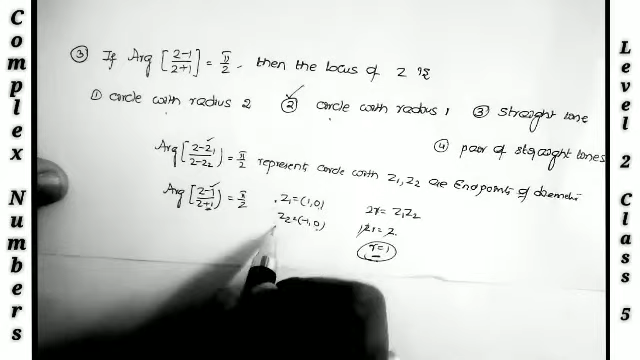 Complex Numbers
③ If Arg [z-1/z+1] = π/2, then the locus of z is
① circle with radius 2 ② circle with radius 1 ③ straight line
④ pair of straight lines
Arg (z-z₁/z-z₂) = π/2 represents circle with z₁, z₂ are Endpoints of diameter
Arg [z-1/z+1] = π/2 . z₁=(1,0) 2r= z₁z₂
z₂=(-1,0) 2r=2
r=1
Level 2 Class 5